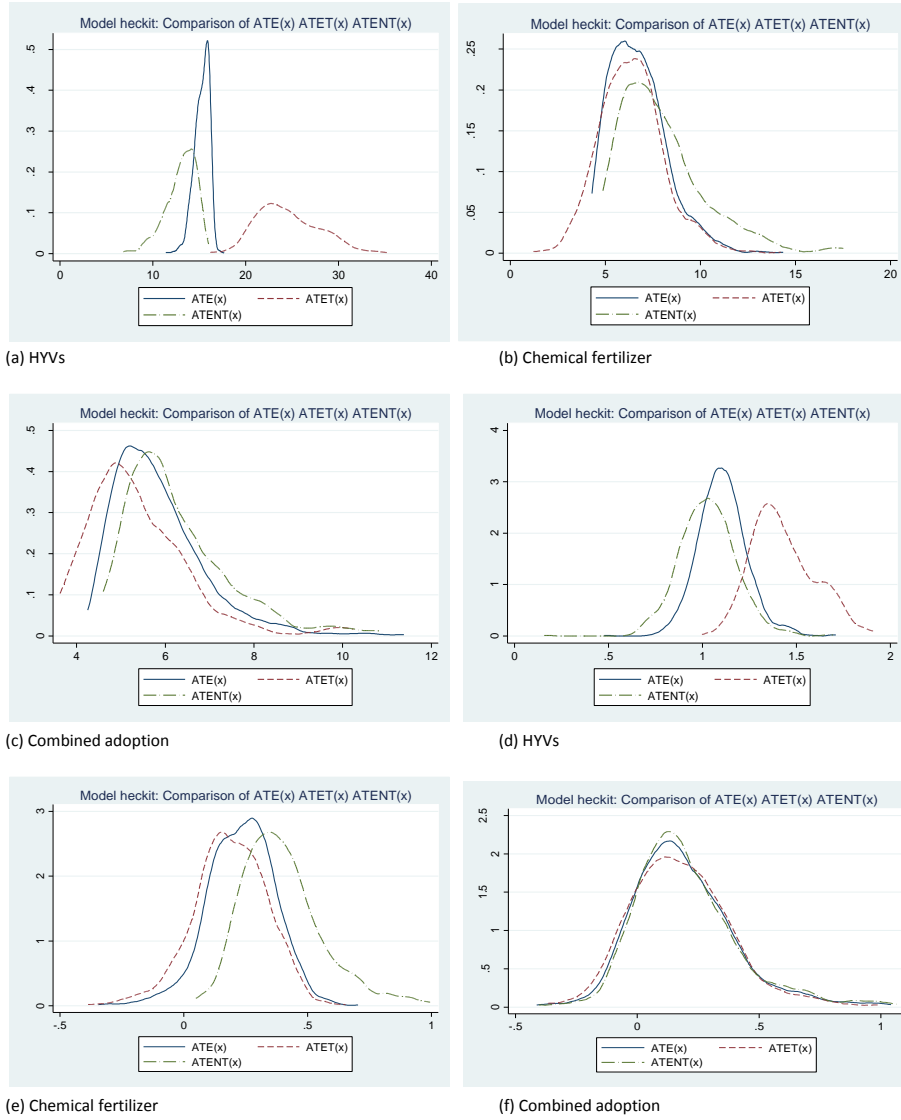 Model heckit: Comparison of ATE(x) ATET(x) ATENT(x)
.5
.4
.3
.2
.1
0
0 10 20 30 40
ATE(x) ATET(x)
ATENT(x)
(a) HYVs
Model heckit: Comparison of ATE(x) ATET(x) ATENT(x)
.25
.2
.15
.1
.05
0
0 5 10 15 20
ATE(x) ATET(x)
ATENT(x)
(b) Chemical fertilizer
Model heckit: Comparison of ATE(x) ATET(x) ATENT(x)
.5
.4
.3
.2
.1
0
4 6 8 10 12
ATE(x) ATET(x)
ATENT(x)
(c) Combined adoption
Model heckit: Comparison of ATE(x) ATET(x) ATENT(x)
4
3
2
1
0
0 .5 1 1.5 2
ATE(x) ATET(x)
ATENT(x)
(d) HYVs
Model heckit: Comparison of ATE(x) ATET(x) ATENT(x)
3
2
1
0
-.5 0 .5 1
ATE(x) ATET(x)
ATENT(x)
(e) Chemical fertilizer
Model heckit: Comparison of ATE(x) ATET(x) ATENT(x)
2.5
2
1.5
1
.5
0
-.5 0 .5 1
ATE(x) ATET(x)
ATENT(x)
(f) Combined adoption